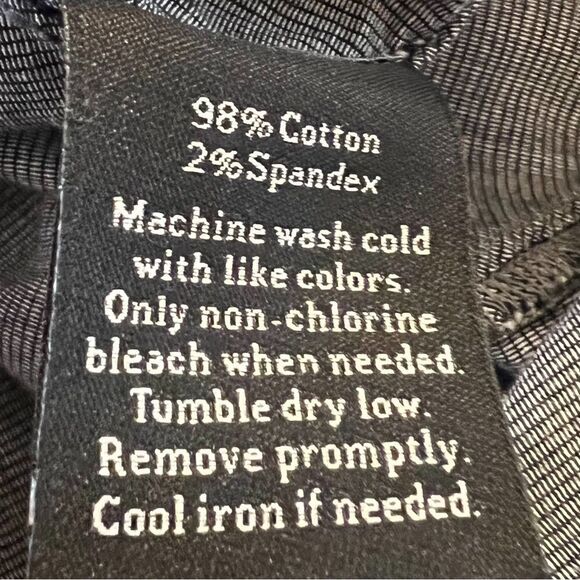 98% Cotton
2% Spandex
Machine wash cold
with like colors.
Only non-chlorine
bleach when needed.
Tumble dry low.
Remove promptly.
Cool iron if needed.